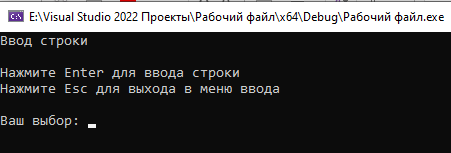 E:\Visual Studio 2022 Проекты\Рабочий файл\x64\Debug\Рабочий файл.exe
Ввод строки
Нажмите Enter для ввода строки
Нажмите Esc для выхода в меню ввода
Ваш выбор: